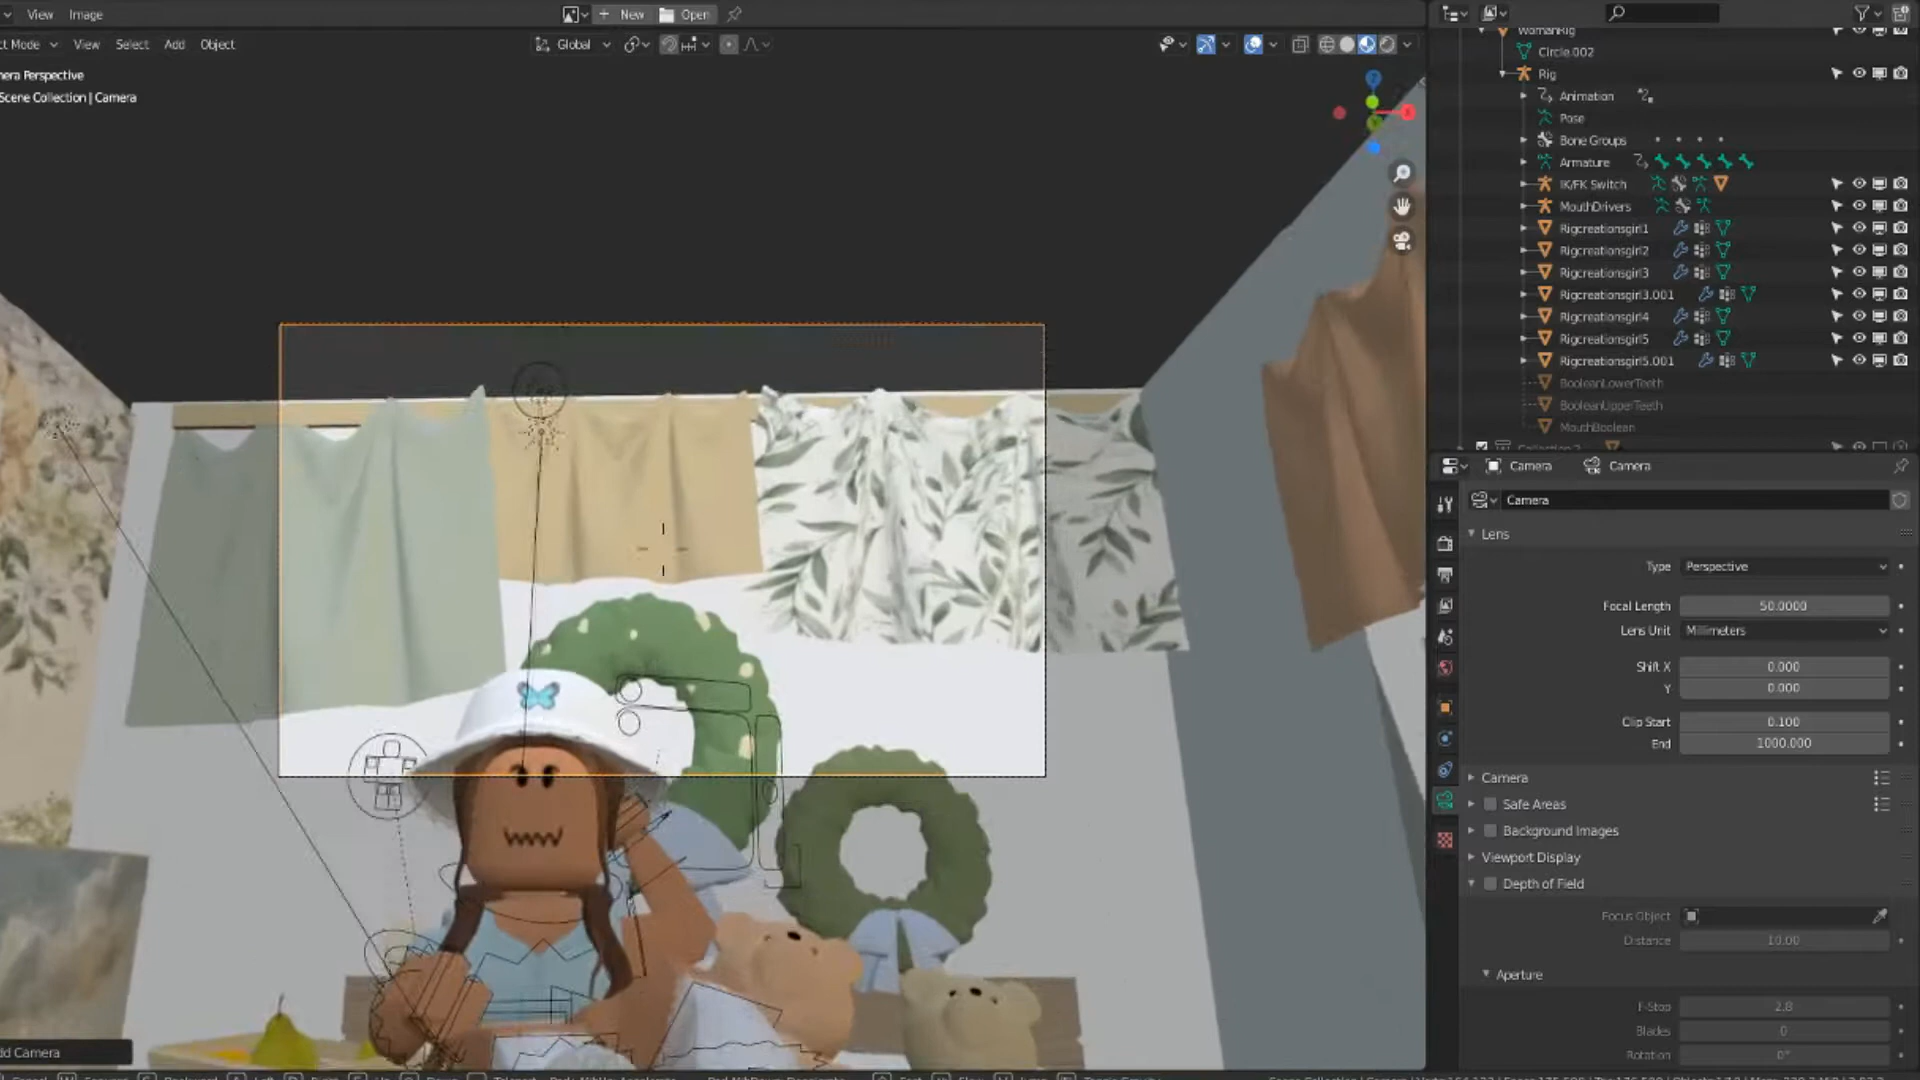 View Image New Open
ct Mode View Select Add Object Global
era Perspective
Scene Collection | Camera
WomanRig
Circle.002
Rig
Animation
Pose
Bone Groups
Armature
IK/FK Switch
MouthDrivers
Rigcreationsgirl1
Rigcreationsgirl2
Rigcreationsgirl3
Rigcreationsgirl3.001
Rigcreationsgirl4
Rigcreationsgirl5
Rigcreationsgirl5.001
BooleanLowerTeeth
BooleanUpperTeeth
MouthBoolean
Camera Camera
Camera
Lens
Type Perspective
Focal Length 50.0000
Lens Unit Millimeters
Shift X 0.000
Y 0.000
Clip Start 0.100
End 1000.000
Camera
Safe Areas
Background Images
Viewport Display
Depth of Field
Focus Object
Distance 10.00
Aperture
F-Stop 2.8
Blades 0
Rotation 0°
dd Camera